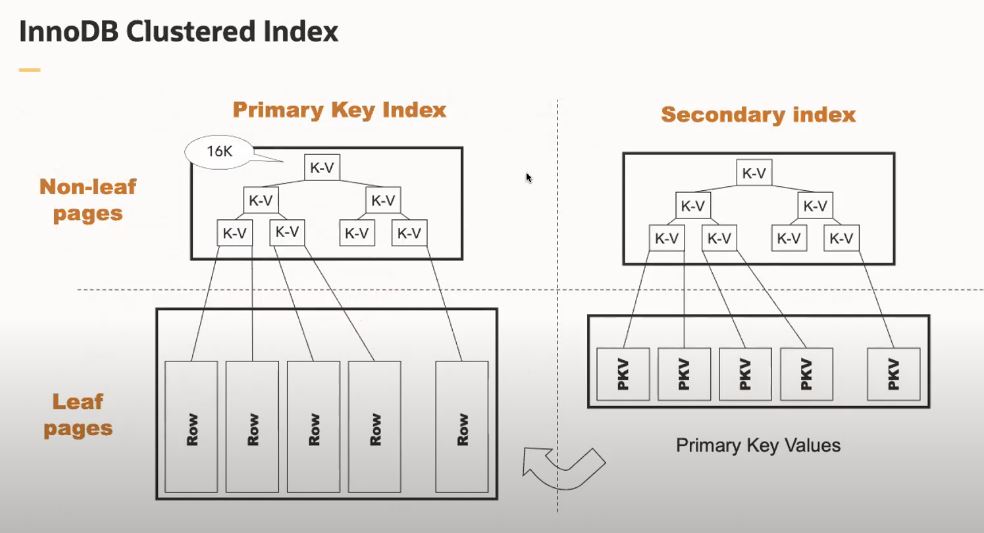 InnoDB Clustered Index
Primary Key Index
Secondary index
16K
K-V
K-V
K-V
K-V
K-V
K-V
K-V
K-V
K-V
K-V
K-V
K-V
K-V
K-V
Non-leaf
pages
Row
Row
Row
Row
Row
PKV
PKV
PKV
PKV
PKV
Leaf
pages
Primary Key Values